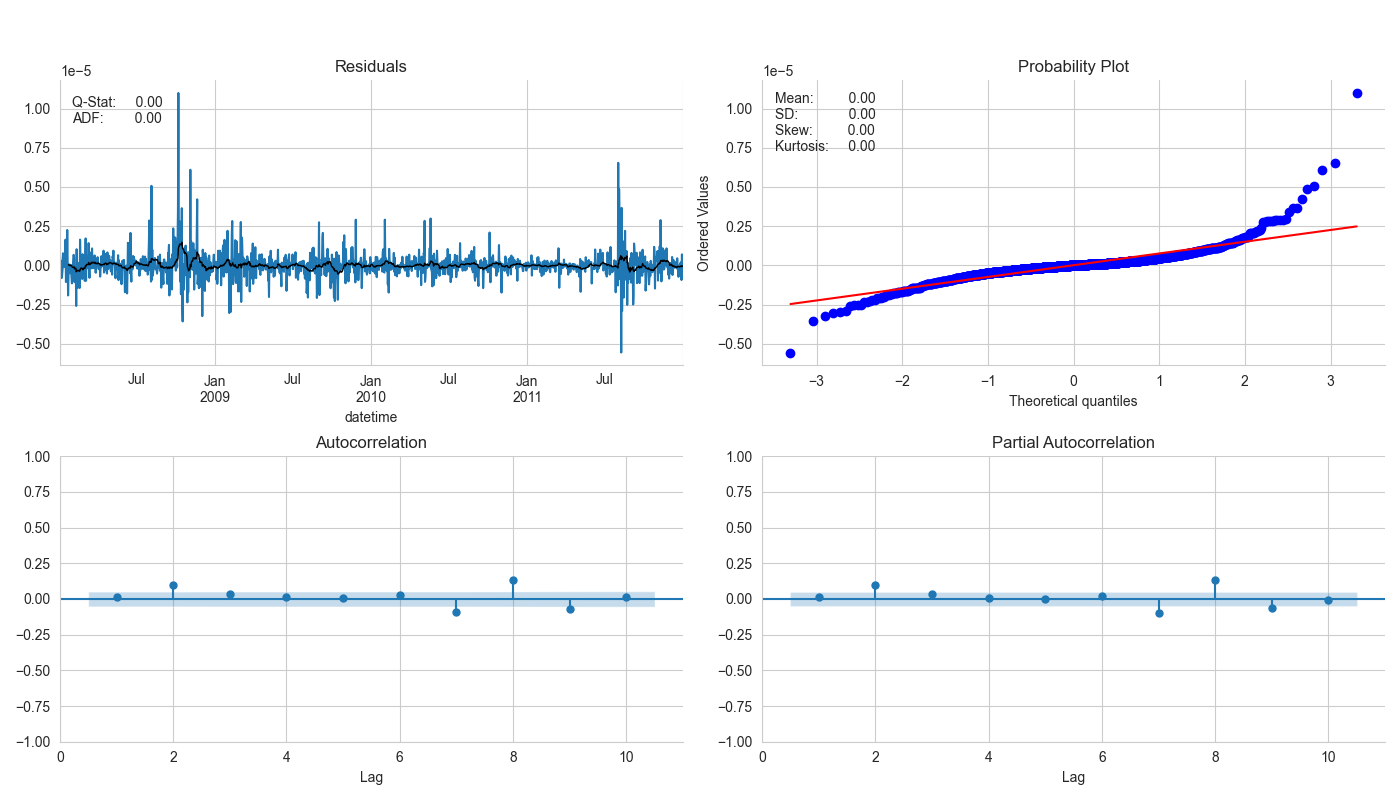 Residuals
1e−5
Q-Stat: 0.00
ADF: 0.00
1.00
0.75
0.50
0.25
0.00
−0.25
−0.50
Jul Jan Jul Jan Jul Jan Jul
2009 2010 2011
datetime
Probability Plot
1e−5
Mean: 0.00
SD: 0.00
Skew: 0.00
Kurtosis: 0.00
Ordered Values
1.00
0.75
0.50
0.25
0.00
−0.25
−0.50
−3 −2 −1 0 1 2 3
Theoretical quantiles
Autocorrelation
1.00
0.75
0.50
0.25
0.00
−0.25
−0.50
−0.75
−1.00
0 2 4 6 8 10
Lag
Partial Autocorrelation
1.00
0.75
0.50
0.25
0.00
−0.25
−0.50
−0.75
−1.00
0 2 4 6 8 10
Lag